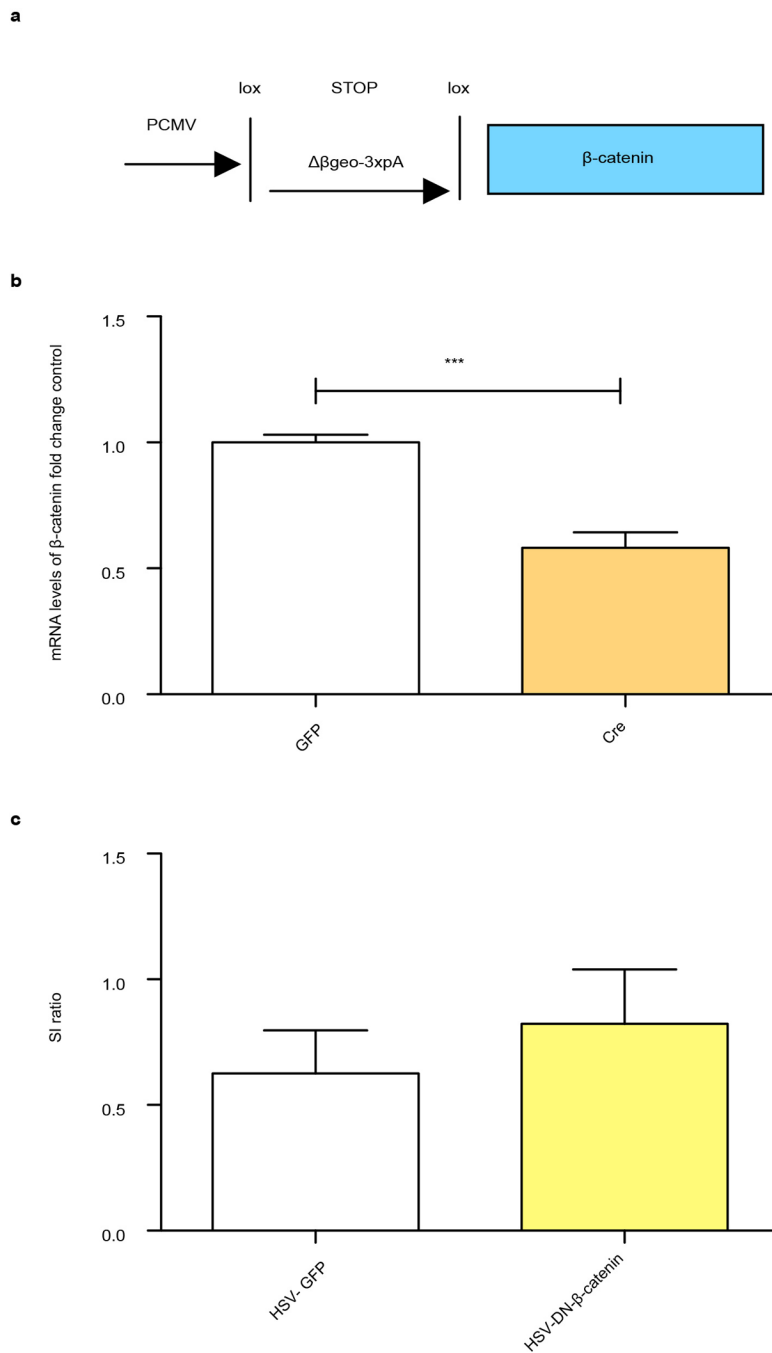 a
lox STOP lox
PCMV
Δβgeo-3xpA
β-catenin
b
mRNA levels of β-catenin fold change control
1.5
1.0
0.5
0.0
***
GFP
Cre
c
SI ratio
1.5
1.0
0.5
0.0
HSV- GFP
HSV-DN-β-catenin